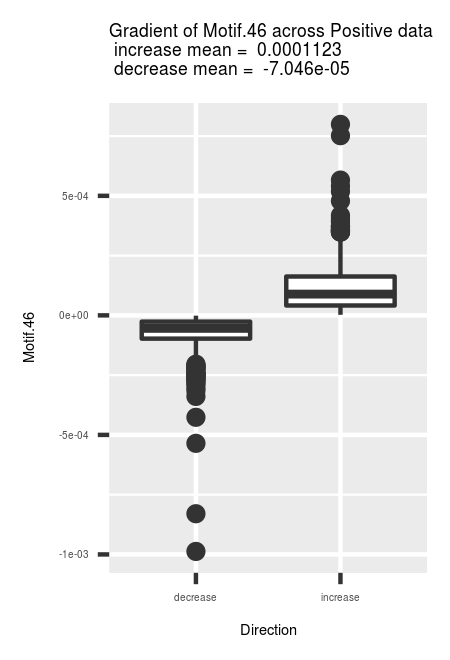 Gradient of Motif.46 across Positive data
increase mean =  0.0001123
decrease mean =  -7.046e-05
5e-04
0e+00
-5e-04
-1e-03
Motif.46
decrease
increase
Direction